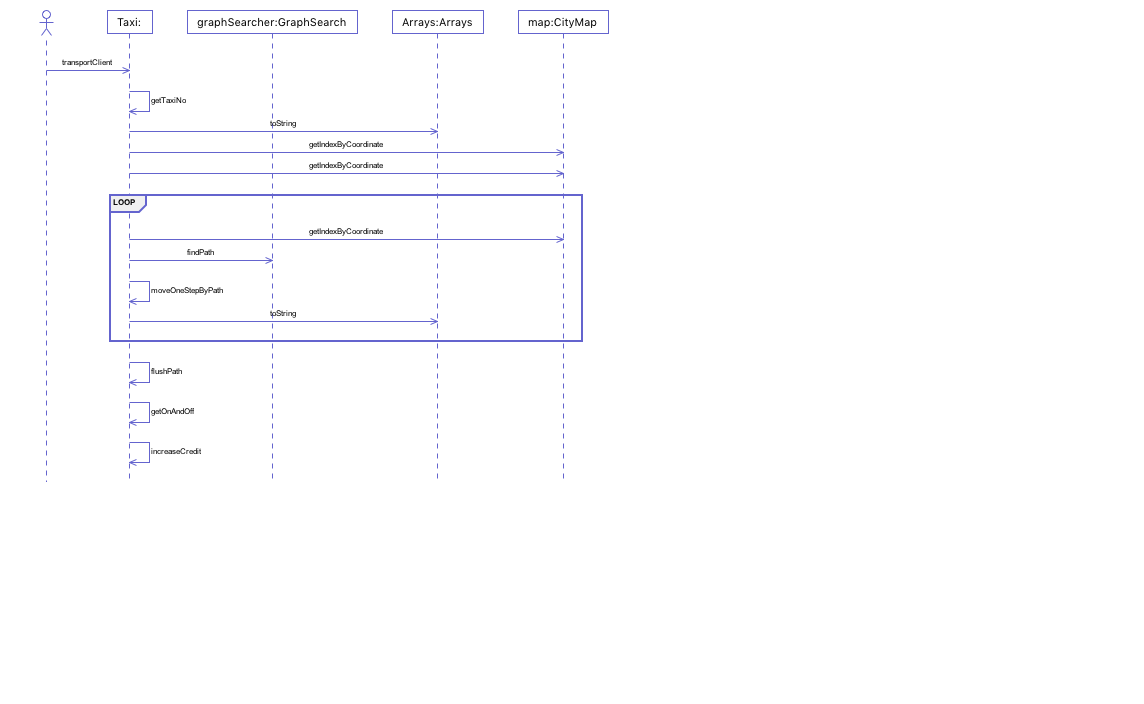 Taxi:
graphSearcher:GraphSearch
Arrays:Arrays
map:CityMap
transportClient
getTaxiNo
toString
getIndexByCoordinate
getIndexByCoordinate
LOOP
getIndexByCoordinate
findPath
moveOneStepByPath
toString
flushPath
getOnAndOff
increaseCredit